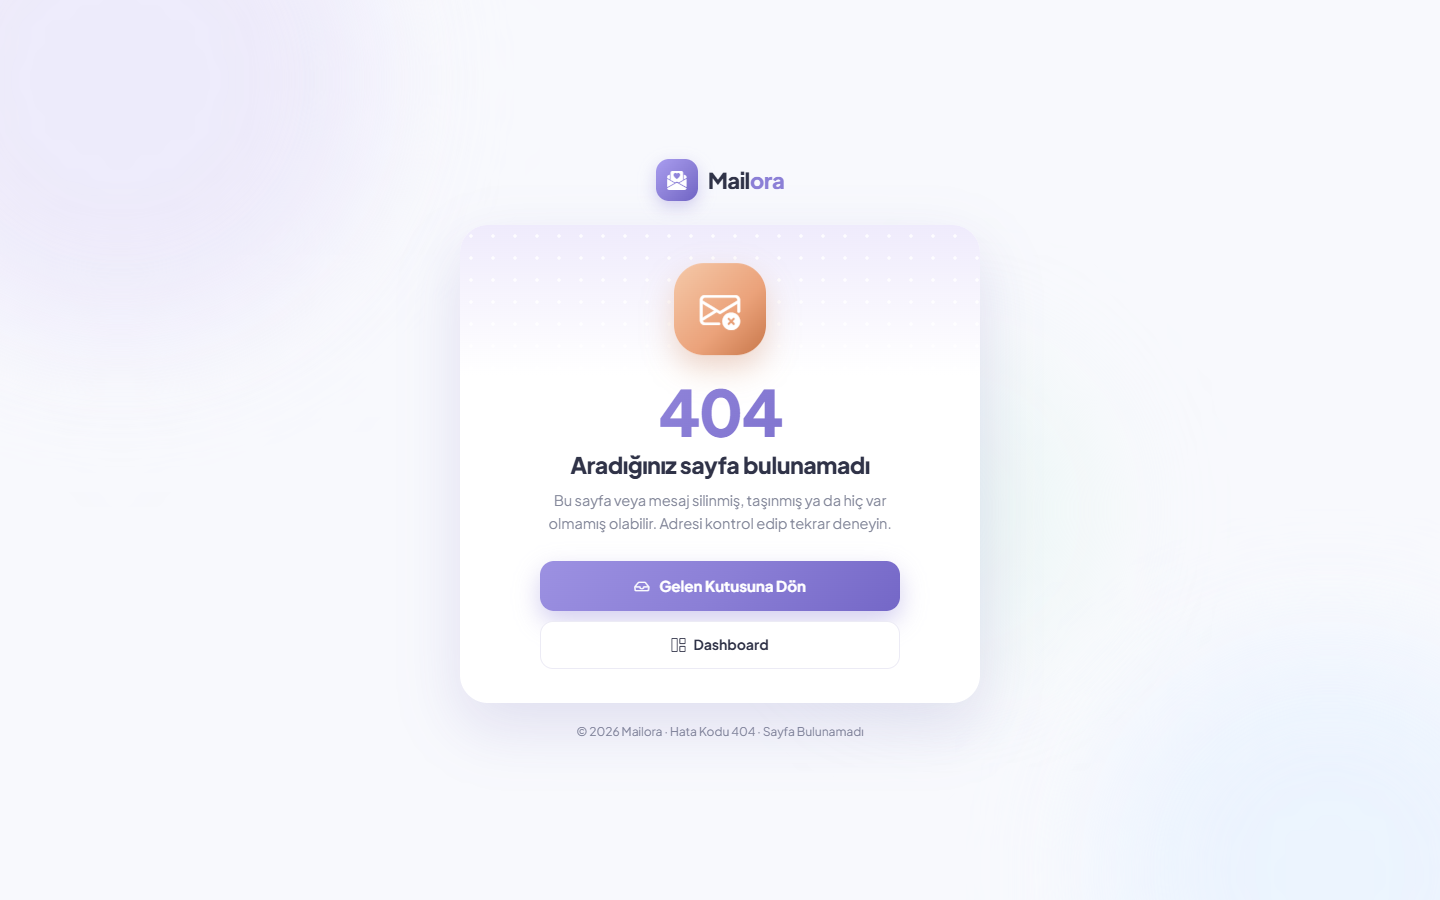 Mailora
404
Aradığınız sayfa bulunamadı
Bu sayfa veya mesaj silinmiş, taşınmış ya da hiç var
olmamış olabilir. Adresi kontrol edip tekrar deneyin.
Gelen Kutusuna Dön
Dashboard
© 2026 Mailora · Hata Kodu 404 · Sayfa Bulunamadı